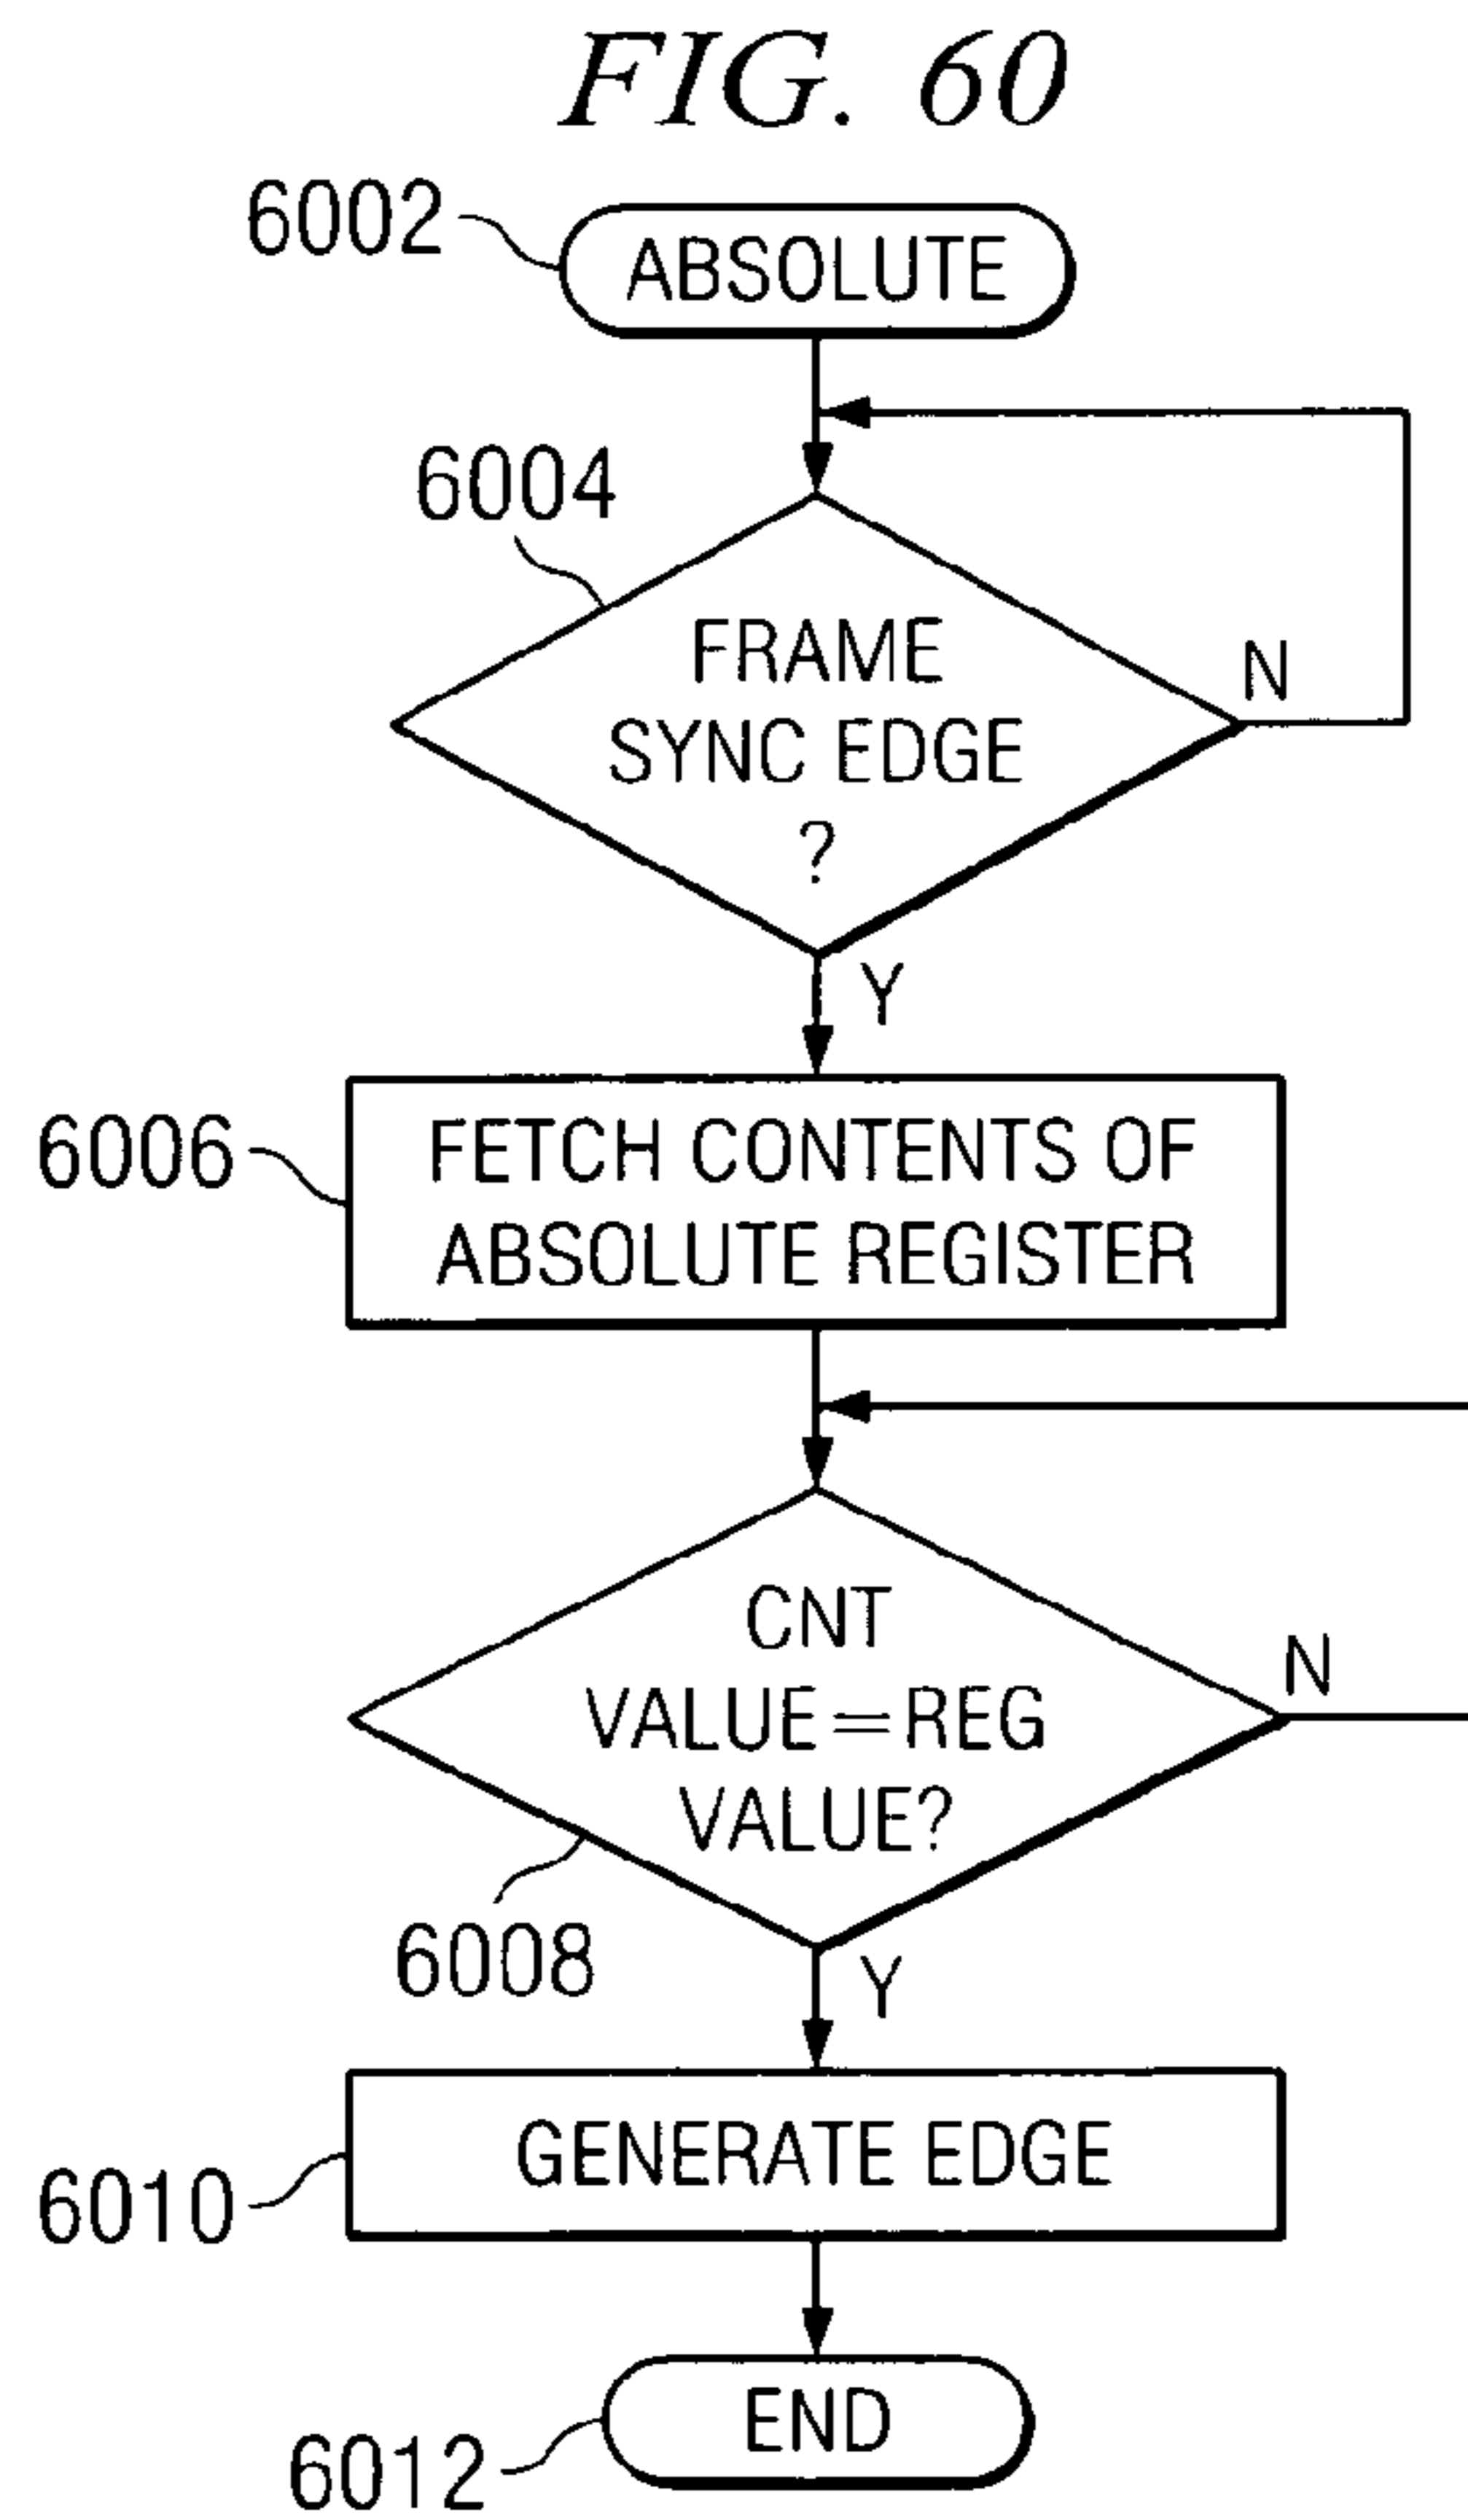 FIG. 60
6002
ABSOLUTE
6004
FRAME
SYNC EDGE
?
N
Y
6006
FETCH CONTENTS OF
ABSOLUTE REGISTER
CNT
VALUE=REG
VALUE?
N
6008
Y
GENERATE EDGE
6010
END
6012